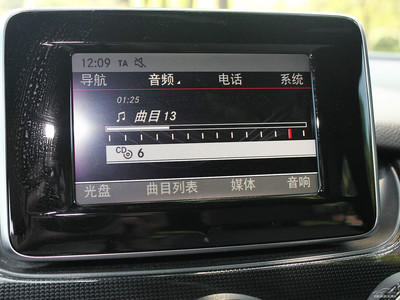 12:09 TA
导航 音频 电话 系统
01:25
曲目 13
CD 6
光盘 曲目列表 媒体 音响